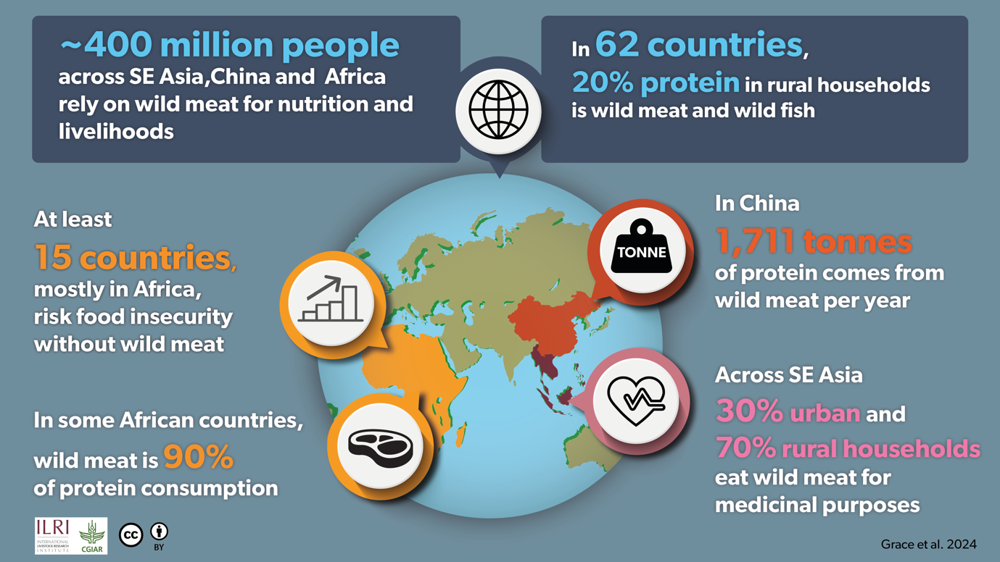 ~400 million people
across SE Asia,China and Africa
rely on wild meat for nutrition and
livelihoods
In 62 countries,
20% protein in rural households
is wild meat and wild fish
At least
15 countries,
mostly in Africa,
risk food insecurity
without wild meat
TONNE
In China
1,711 tonnes
of protein comes from
wild meat per year
In some African countries,
wild meat is 90%
of protein consumption
Across SE Asia
30% urban and
70% rural households
eat wild meat for
medicinal purposes
ILRI
INTERNATIONAL
LIVESTOCK RESEARCH
INSTITUTE
CGIAR
cc
BY
Grace et al. 2024